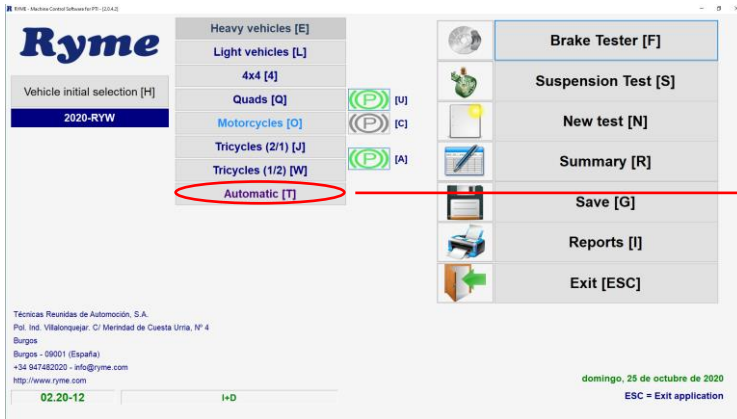 RYME - Machine Control Software for PTI - [2.0.4.2]
Ryme
Vehicle initial selection [H]
2020-RYW
Heavy vehicles [E]
Light vehicles [L]
4x4 [4]
Quads [Q]
Motorcycles [O]
Tricycles (2/1) [J]
Tricycles (1/2) [W]
Automatic [T]
(P) [U]
(P) [C]
(P) [A]
Brake Tester [F]
Suspension Test [S]
New test [N]
Summary [R]
Save [G]
Reports [I]
Exit [ESC]
Técnicas Reunidas de Automoción, S.A.
Pol. Ind. Villalonquejar. C/ Merindad de Cuesta Urria, Nº 4
Burgos
Burgos - 09001 (España)
+34 947482020 - info@ryme.com
http://www.ryme.com
02.20-12
I+D
domingo, 25 de octubre de 2020
ESC = Exit application